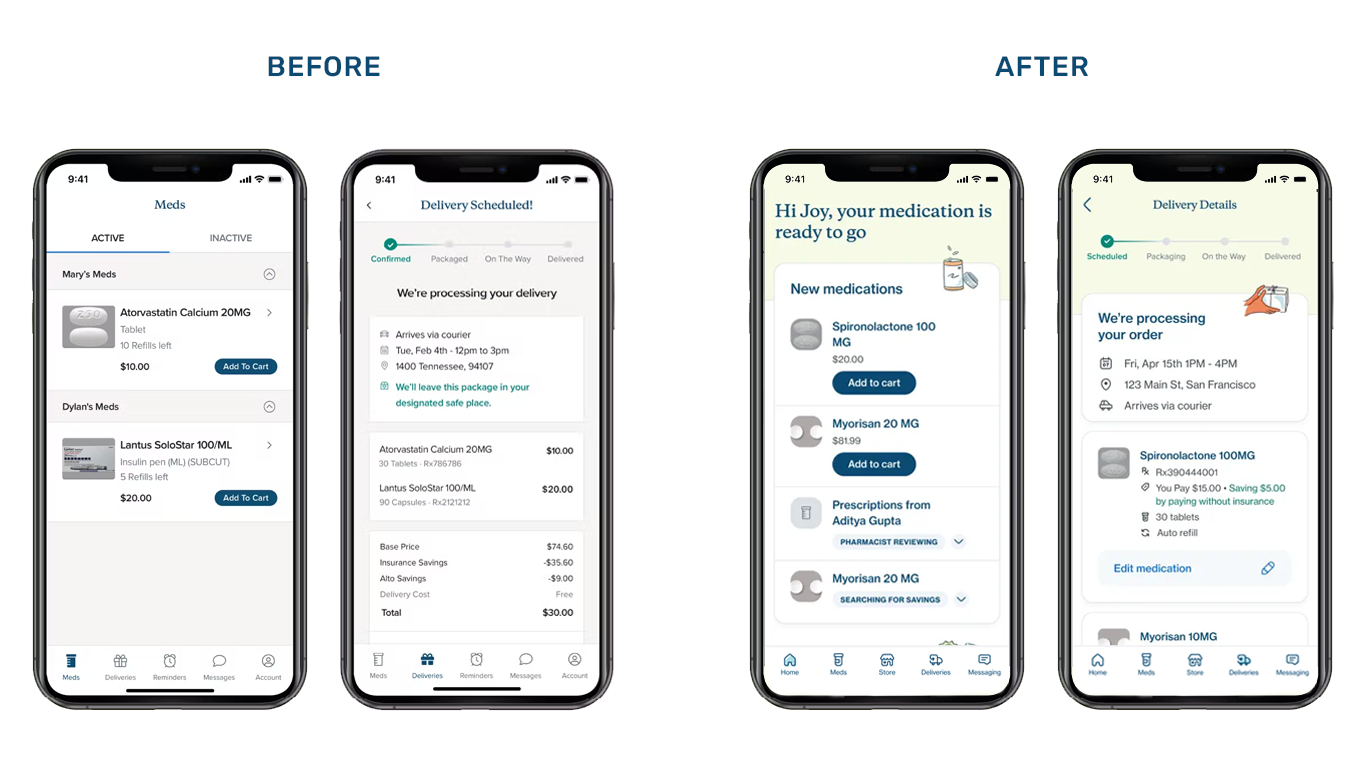 BEFORE
AFTER
9:41
Meds
ACTIVE
INACTIVE
Mary's Meds
Atorvastatin Calcium 20MG
Tablet
10 Refills left
$10.00
Add To Cart
Dylan's Meds
Lantus SoloStar 100/ML
Insulin pen (ML) (SUBCUT)
5 Refills left
$20.00
Add To Cart
Meds
Deliveries
Reminders
Messages
Account
9:41
Delivery Scheduled!
Confirmed
Packaged
On The Way
Delivered
We're processing your delivery
Arrives via courier
Tue, Feb 4th - 12pm to 3pm
1400 Tennessee, 94107
We'll leave this package in your
designated safe place.
Atorvastatin Calcium 20MG $10.00
30 Tablets · Rx786786
Lantus SoloStar 100/ML $20.00
90 Capsules · Rx2121212
Base Price $74.60
Insurance Savings -$35.60
Alto Savings -$9.00
Delivery Cost Free
Total $30.00
Meds
Deliveries
Reminders
Messages
Account
9:41
Hi Joy, your medication is
ready to go
New medications
Spironolactone 100
MG
$20.00
Add to cart
Myorisan 20 MG
$81.99
Add to cart
Prescriptions from
Aditya Gupta
PHARMACIST REVIEWING
Myorisan 20 MG
SEARCHING FOR SAVINGS
Home
Meds
Store
Deliveries
Messaging
9:41
Delivery Details
Scheduled
Packaging
On the Way
Delivered
We're processing
your order
Fri, Apr 15th 1PM - 4PM
123 Main St, San Francisco
Arrives via courier
Spironolactone 100MG
Rx390444001
You Pay $15.00 • Saving $5.00
by paying without insurance
30 tablets
Auto refill
Edit medication
Myorisan 10MG
Home
Meds
Store
Deliveries
Messaging